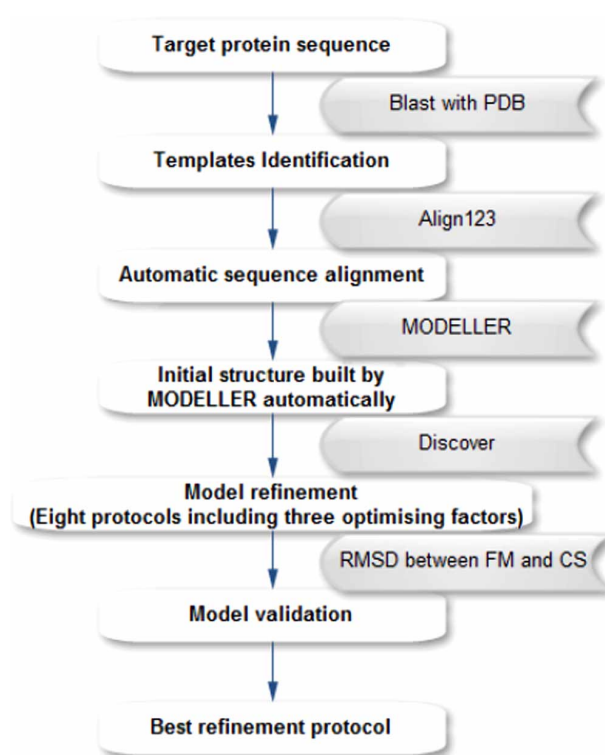 Target protein sequence
Blast with PDB
Templates Identification
Align123
Automatic sequence alignment
MODELLER
Initial structure built by
MODELLER automatically
Discover
Model refinement
(Eight protocols including three optimising factors)
RMSD between FM and CS
Model validation
Best refinement protocol